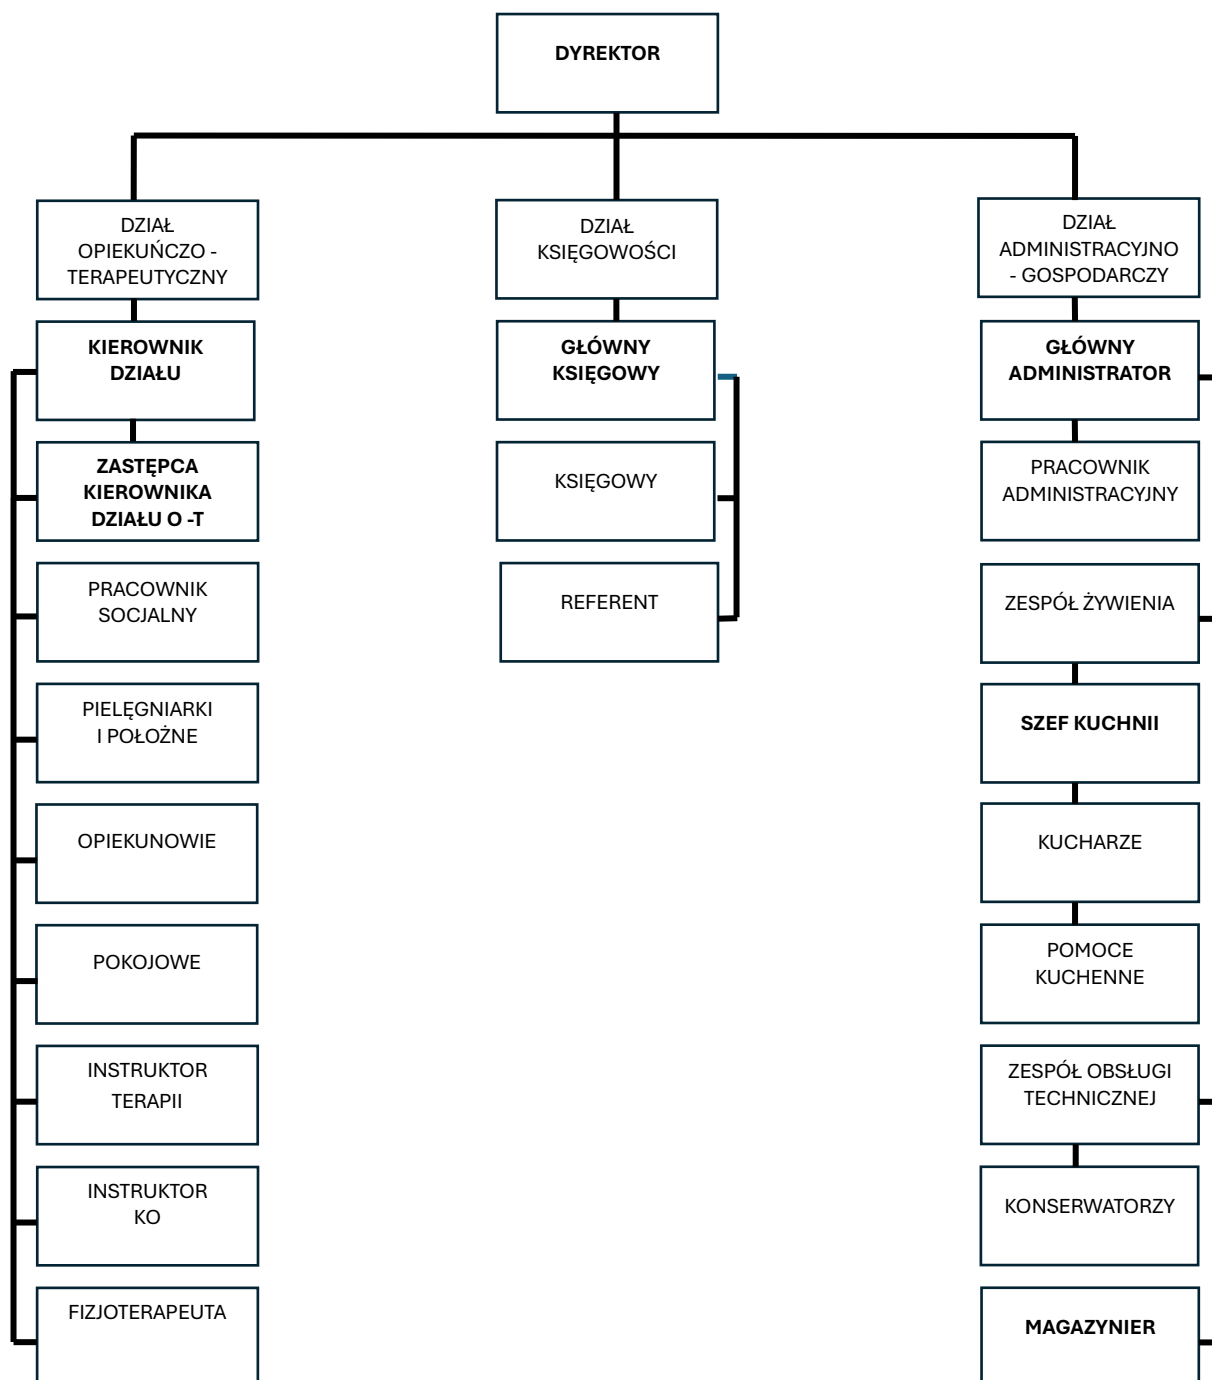 DYREKTOR
DZIAŁ
OPIEKUŃCZO -
TERAPEUTYCZNY
DZIAŁ
KSIĘGOWOŚCI
DZIAŁ
ADMINISTRACYJNO
- GOSPODARCZY
KIEROWNIK
DZIAŁU
GŁÓWNY
KSIĘGOWY
GŁÓWNY
ADMINISTRATOR
ZASTĘPCA
KIEROWNIKA
DZIAŁU O -T
KSIĘGOWY
PRACOWNIK
ADMINISTRACYJNY
PRACOWNIK
SOCJALNY
REFERENT
ZESPÓŁ ŻYWIENIA
PIELĘGNIARKI
I POŁOŻNE
SZEF KUCHNII
OPIEKUNOWIE
KUCHARZE
POKOJOWE
POMOCE
KUCHENNE
INSTRUKTOR
TERAPII
ZESPÓŁ OBSŁUGI
TECHNICZNEJ
INSTRUKTOR
KO
KONSERWATORZY
FIZJOTERAPEUTA
MAGAZYNIER